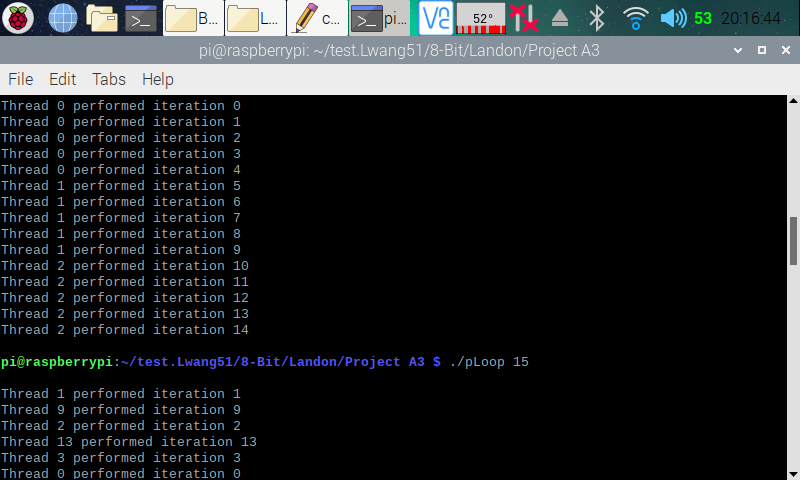 B... L... c... pi... 52° 53 20:16:44
pi@raspberrypi: ~/test.Lwang51/8-Bit/Landon/Project A3
File Edit Tabs Help
Thread 0 performed iteration 0
Thread 0 performed iteration 1
Thread 0 performed iteration 2
Thread 0 performed iteration 3
Thread 0 performed iteration 4
Thread 1 performed iteration 5
Thread 1 performed iteration 6
Thread 1 performed iteration 7
Thread 1 performed iteration 8
Thread 1 performed iteration 9
Thread 2 performed iteration 10
Thread 2 performed iteration 11
Thread 2 performed iteration 12
Thread 2 performed iteration 13
Thread 2 performed iteration 14
pi@raspberrypi:~/test.Lwang51/8-Bit/Landon/Project A3 $ ./pLoop 15
Thread 1 performed iteration 1
Thread 9 performed iteration 9
Thread 2 performed iteration 2
Thread 13 performed iteration 13
Thread 3 performed iteration 3
Thread 0 performed iteration 0